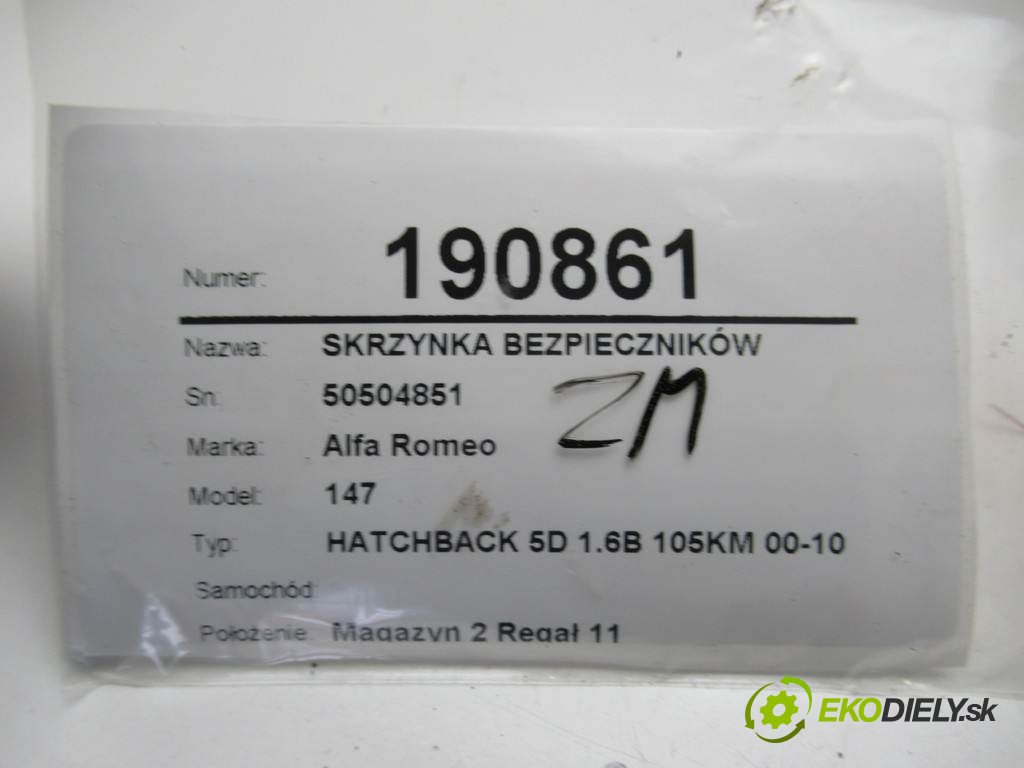 Numer: 190861
Nazwa: SKRZYNKA BEZPIECZNIKÓW
Sn: 50504851
ZM
Marka: Alfa Romeo
Model: 147
Typ: HATCHBACK 5D 1.6B 105KM 00-10
Samochód:
Położenie: Magazyn 2 Regał 11
EKODIELY.sk